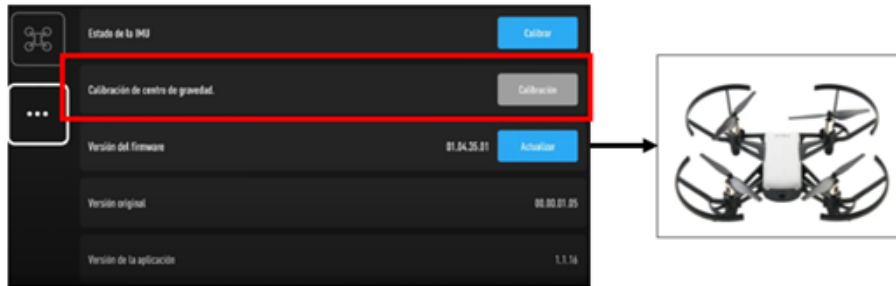 Estado de la IMU
Calibrar
Calibración de centro de gravedad.
Calibración
Versión del firmware
01.04.35.01
Actualizar
Versión original
00.00.01.05
Versión de la aplicación
1.1.16